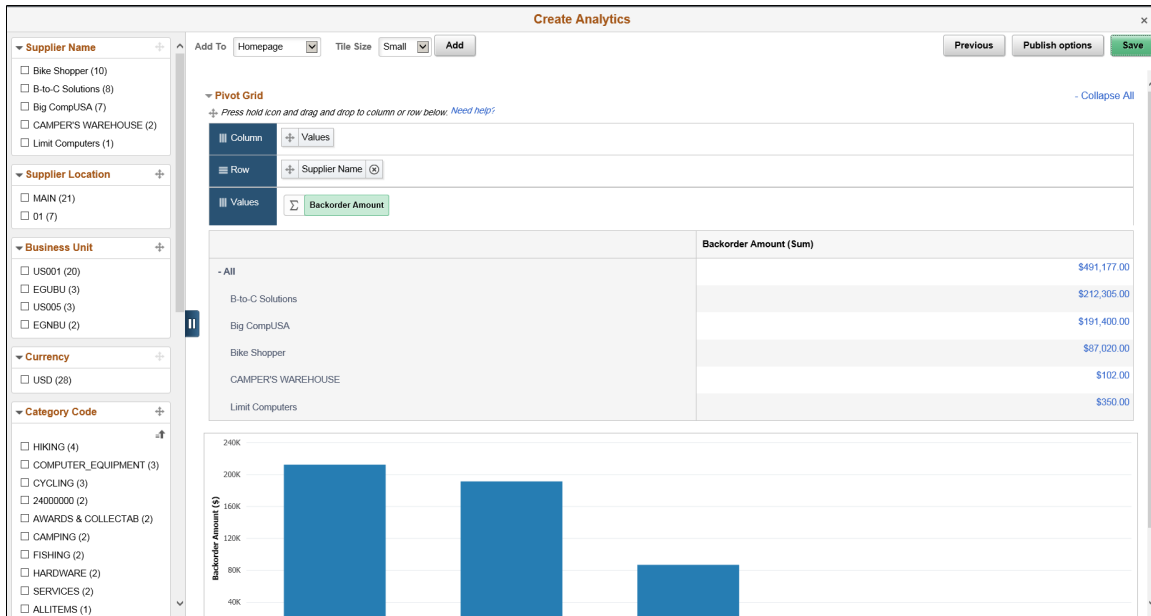 Create Analytics
×
Supplier Name
Bike Shopper (10)
B-to-C Solutions (8)
Big CompUSA (7)
CAMPER'S WAREHOUSE (2)
Limit Computers (1)
Supplier Location
MAIN (21)
01 (7)
Business Unit
US001 (20)
EGUBU (3)
US005 (3)
EGNBU (2)
Currency
USD (28)
Category Code
HIKING (4)
COMPUTER_EQUIPMENT (3)
CYCLING (3)
24000000 (2)
AWARDS & COLLECTAB (2)
CAMPING (2)
FISHING (2)
HARDWARE (2)
SERVICES (2)
ALLITEMS (1)
Add To Homepage Tile Size Small Add Previous Publish options Save
Pivot Grid - Collapse All
Press hold icon and drag and drop to column or row below. Need help?
Column Values
Row Supplier Name
Values Σ Backorder Amount
Backorder Amount (Sum)
- All $491,177.00
B-to-C Solutions $212,305.00
Big CompUSA $191,400.00
Bike Shopper $87,020.00
CAMPER'S WAREHOUSE $102.00
Limit Computers $350.00
Backorder Amount ($)
240K
200K
160K
120K
80K
40K